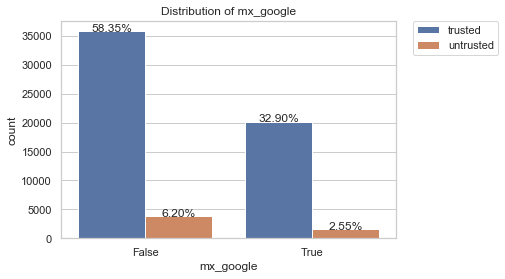 Distribution of mx_google
58.35%
32.90%
6.20%
2.55%
35000
30000
25000
20000
15000
10000
5000
0
count
False
True
mx_google
trusted
untrusted